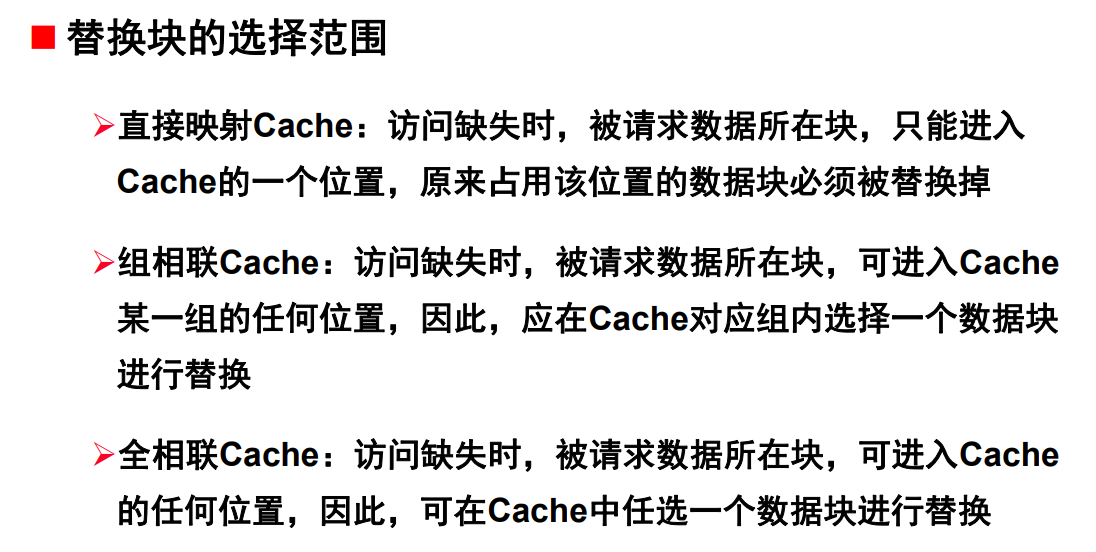 替换块的选择范围
直接映射Cache：访问缺失时，被请求数据所在块，只能进入
Cache的一个位置，原来占用该位置的数据块必须被替换掉
组相联Cache：访问缺失时，被请求数据所在块，可进入Cache
某一组的任何位置，因此，应在Cache对应组内选择一个数据块
进行替换
全相联Cache：访问缺失时，被请求数据所在块，可进入Cache
的任何位置，因此，可在Cache中任选一个数据块进行替换